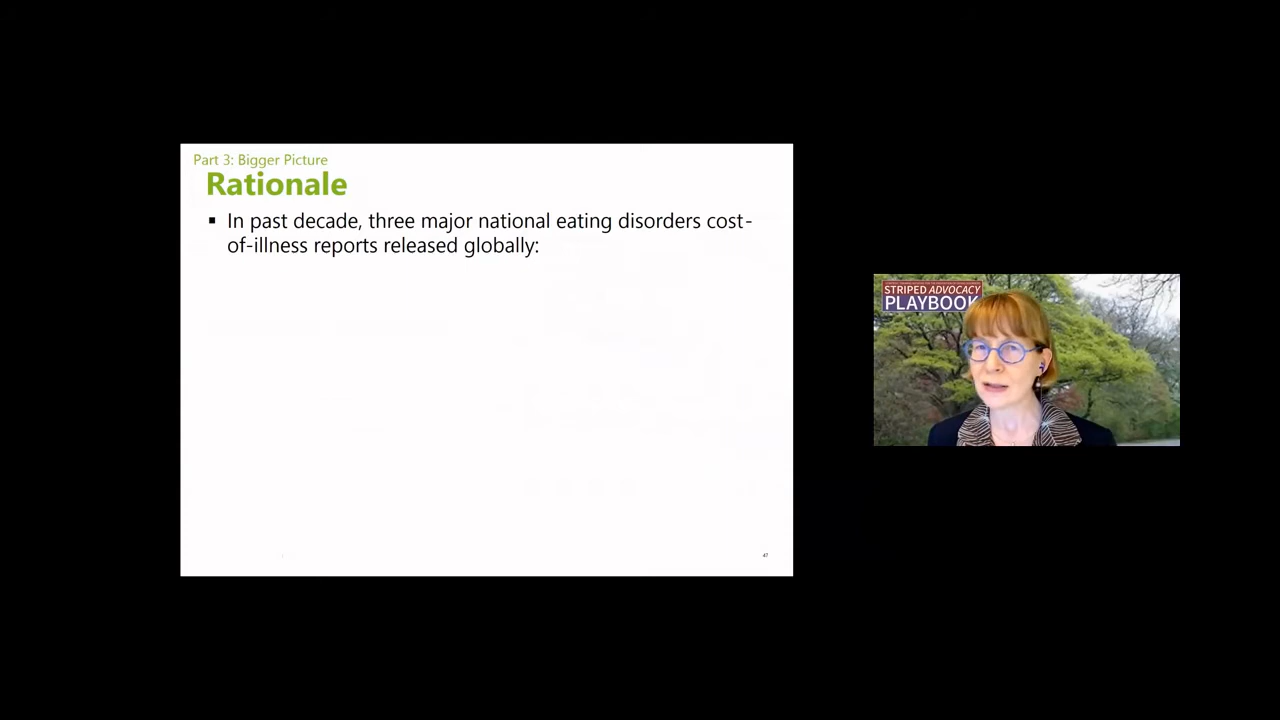 Part 3: Bigger Picture
Rationale
▪ In past decade, three major national eating disorders cost-
of-illness reports released globally:
47
STRIPED ADVOCACY
PLAYBOOK